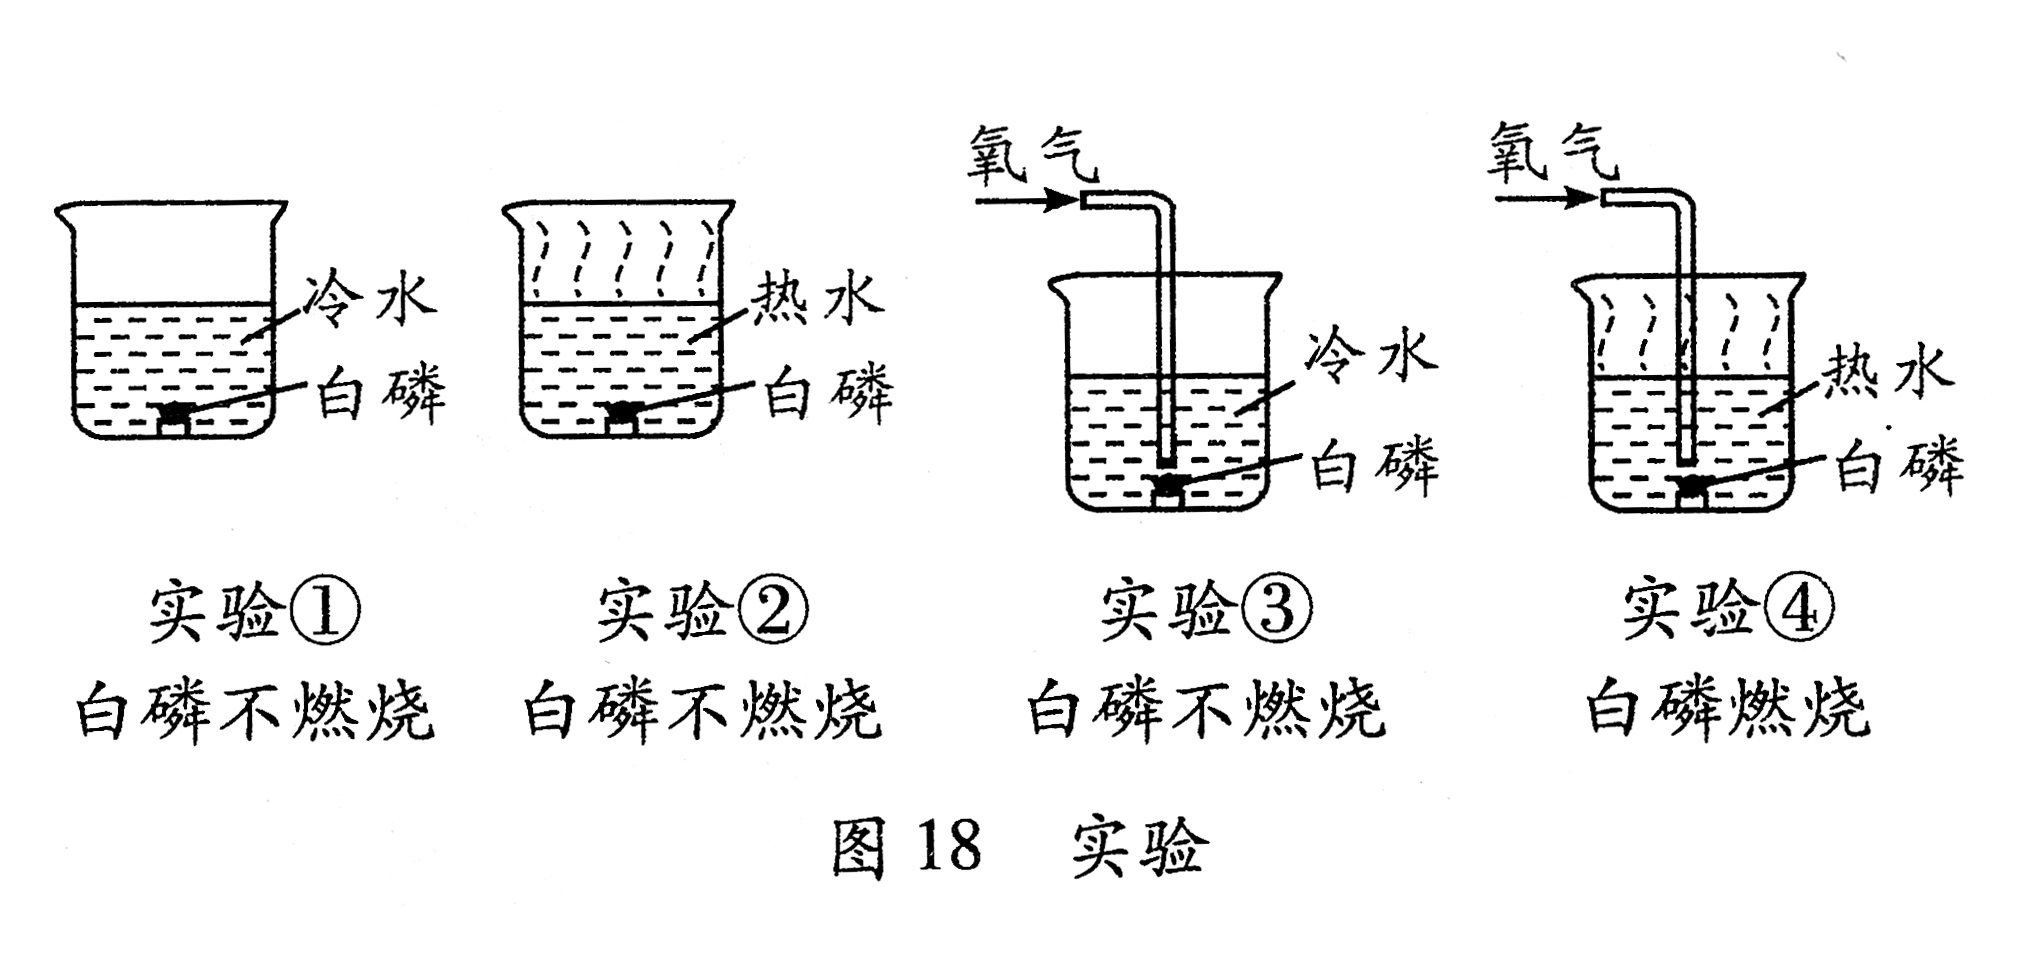 氧气
氧气
冷水
白磷
热水
白磷
冷水
白磷
热水
白磷
实验① 实验② 实验③ 实验④
白磷不燃烧 白磷不燃烧 白磷不燃烧 白磷燃烧
图 18 实验